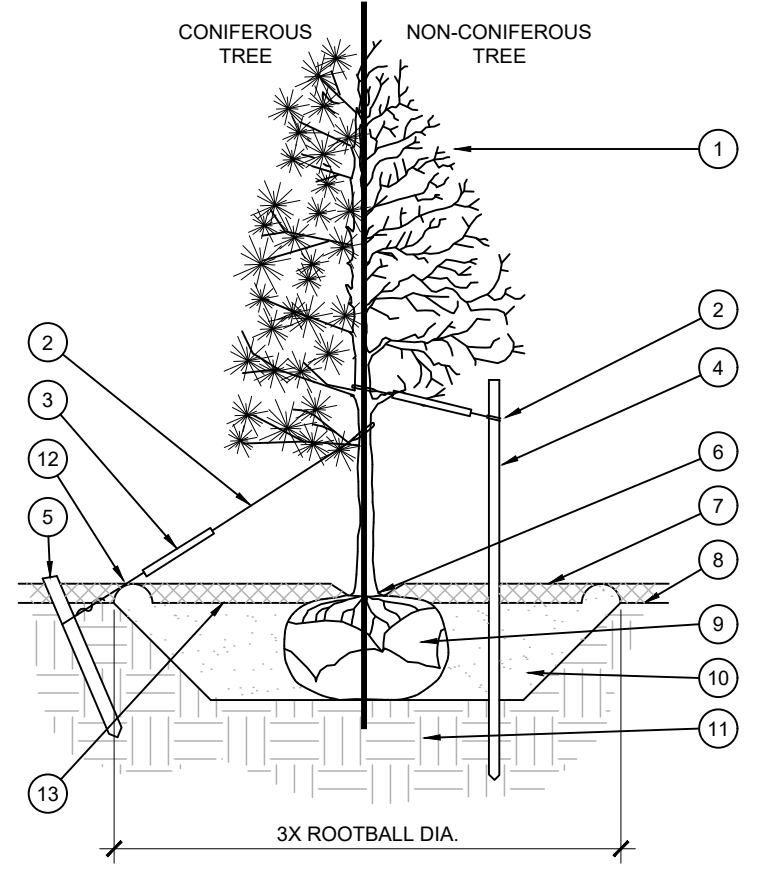 CONIFEROUS
TREE
NON-CONIFEROUS
TREE
1
2
2
3
4
12
6
5
7
8
9
10
11
13
3X ROOTBALL DIA.